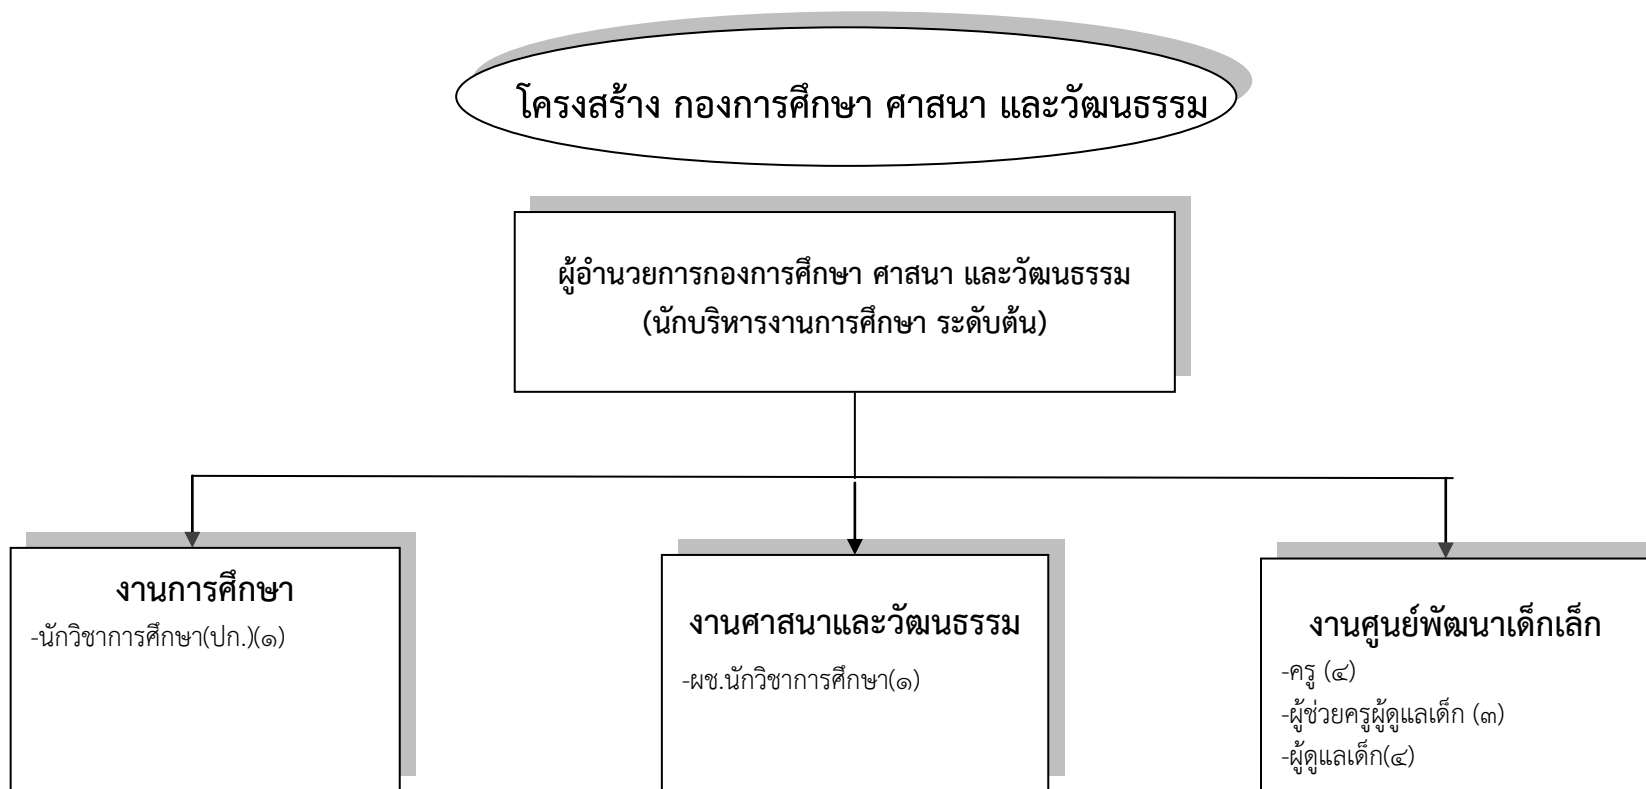 โครงสร้าง กองการศึกษา ศาสนา และวัฒนธรรม
ผู้อำนวยการกองการศึกษา ศาสนา และวัฒนธรรม
(นักบริหารงานการศึกษา ระดับต้น)
งานการศึกษา
-นักวิชาการศึกษา(ปก.)(๑)
งานศาสนาและวัฒนธรรม
-ผช.นักวิชาการศึกษา(๑)
งานศูนย์พัฒนาเด็กเล็ก
-ครู (๔)
-ผู้ช่วยครูผู้ดูแลเด็ก (๓)
-ผู้ดูแลเด็ก(๔)